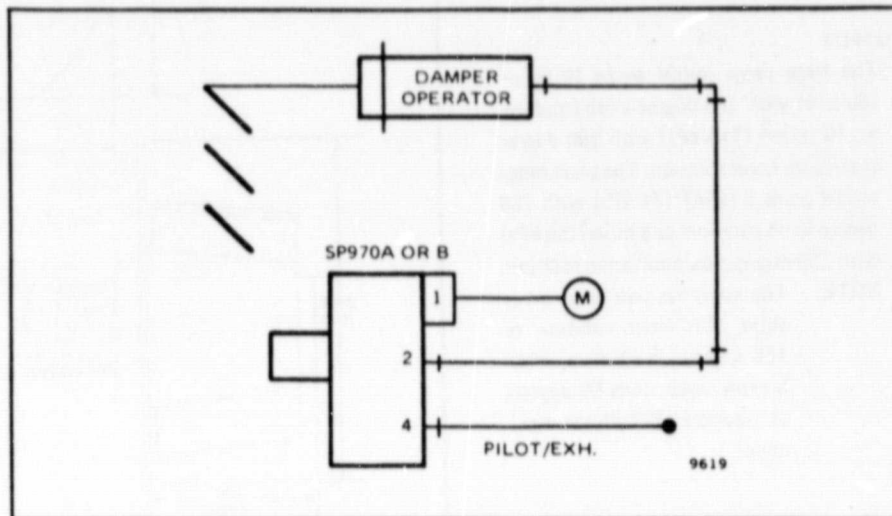 DAMPER
OPERATOR
SP970A OR B
1
M
2
4
PILOT/EXH.
9619